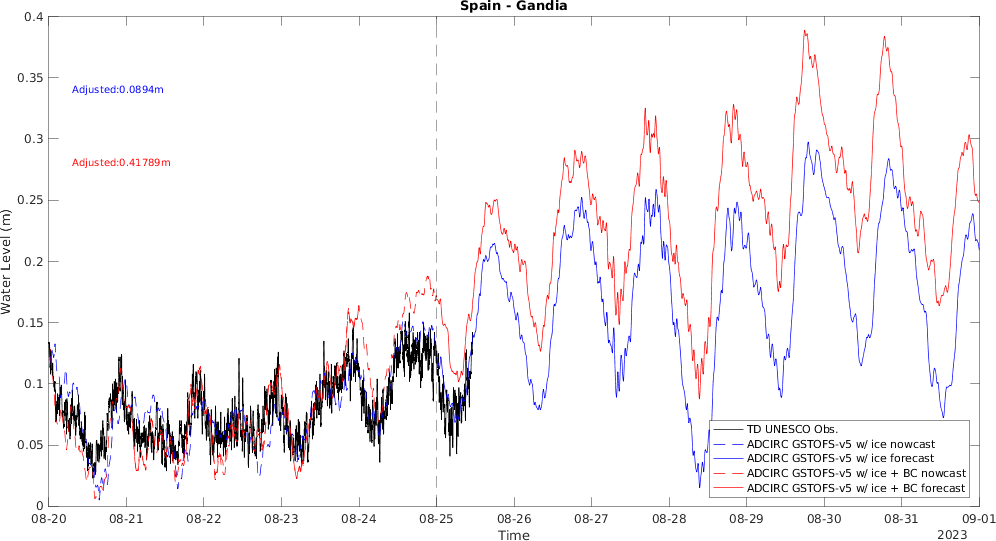 Spain - Gandia
0.4
0.35
0.3
0.25
0.2
0.15
0.1
0.05
0
Water Level (m)
Adjusted:0.0894m
Adjusted:0.41789m
TD UNESCO Obs.
ADCIRC GSTOFS-v5 w/ ice nowcast
ADCIRC GSTOFS-v5 w/ ice forecast
ADCIRC GSTOFS-v5 w/ ice + BC nowcast
ADCIRC GSTOFS-v5 w/ ice + BC forecast
08-20 08-21 08-22 08-23 08-24 08-25 08-26 08-27 08-28 08-29 08-30 08-31 09-01
Time
2023